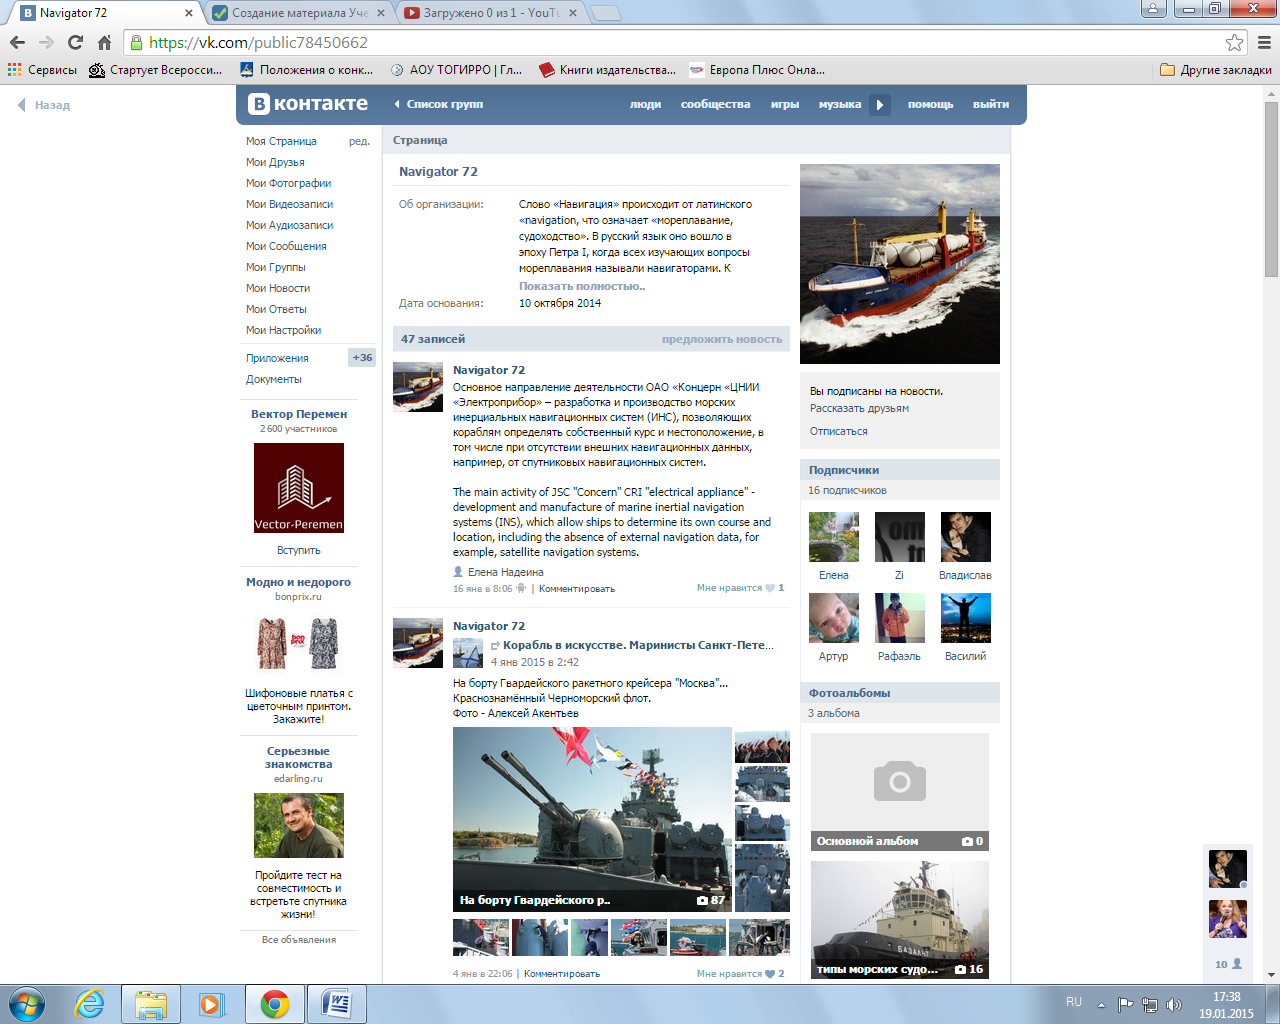 Navigator 72
Создание материала Уче
Загружено 0 из 1 - YouTu
https://vk.com/public78450662
Сервисы
Стартует Всеросси...
Положения о конк...
АОУ ТОГИРРО | Гл...
Книги издательства...
Европа Плюс Онла...
Другие закладки
Назад
В контакте
Список групп
люди
сообщества
игры
музыка
помощь
выйти
Моя Страница
ред.
Мои Друзья
Мои Фотографии
Мои Видеозаписи
Мои Аудиозаписи
Мои Сообщения
Мои Группы
Мои Новости
Мои Ответы
Мои Настройки
Приложения
+36
Документы
Вектор Перемен
2 600 участников
Vector-Peremen
Вступить
Модно и недорого
bonprix.ru
bon prix
Шифоновые платья с
цветочным принтом.
Закажите!
Серьезные
знакомства
edarling.ru
Пройдите тест на
совместимость и
встретьте спутника
жизни!
Все объявления
Страница
Navigator 72
Об организации:
Слово «Навигация» происходит от латинского
«navigation, что означает «мореплавание,
судоходство». В русский язык оно вошло в
эпоху Петра I, когда всех изучающих вопросы
мореплавания называли навигаторами. К
Показать полностью..
Дата основания:
10 октября 2014
47 записей
предложить новость
Navigator 72
Основное направление деятельности ОАО «Концерн «ЦНИИ
«Электроприбор» – разработка и производство морских
инерциальных навигационных систем (ИНС), позволяющих
кораблям определять собственный курс и местоположение, в
том числе при отсутствии внешних навигационных данных,
например, от спутниковых навигационных систем.
The main activity of JSC "Concern" CRI "electrical appliance" -
development and manufacture of marine inertial navigation
systems (INS), which allow ships to determine its own course and
location, including the absence of external navigation data, for
example, satellite navigation systems.
Елена Надеина
16 янв в 8:06 | Комментировать
Мне нравится 1
Navigator 72
Корабль в искусстве. Маринисты Санкт-Пете...
4 янв 2015 в 2:42
На борту Гвардейского ракетного крейсера "Москва"...
Краснознамённый Черноморский флот.
Фото - Алексей Акентьев
На борту Гвардейского р..
87
4 янв в 22:06 | Комментировать
Мне нравится 2
Вы подписаны на новости.
Рассказать друзьям
Отписаться
Подписчики
16 подписчиков
Елена
Zi
Владислав
Артур
Рафаэль
Василий
Фотоальбомы
3 альбома
Основной альбом
0
БАЗАЛЬТ
типы морских судо...
16
10
RU
17:38
19.01.2015